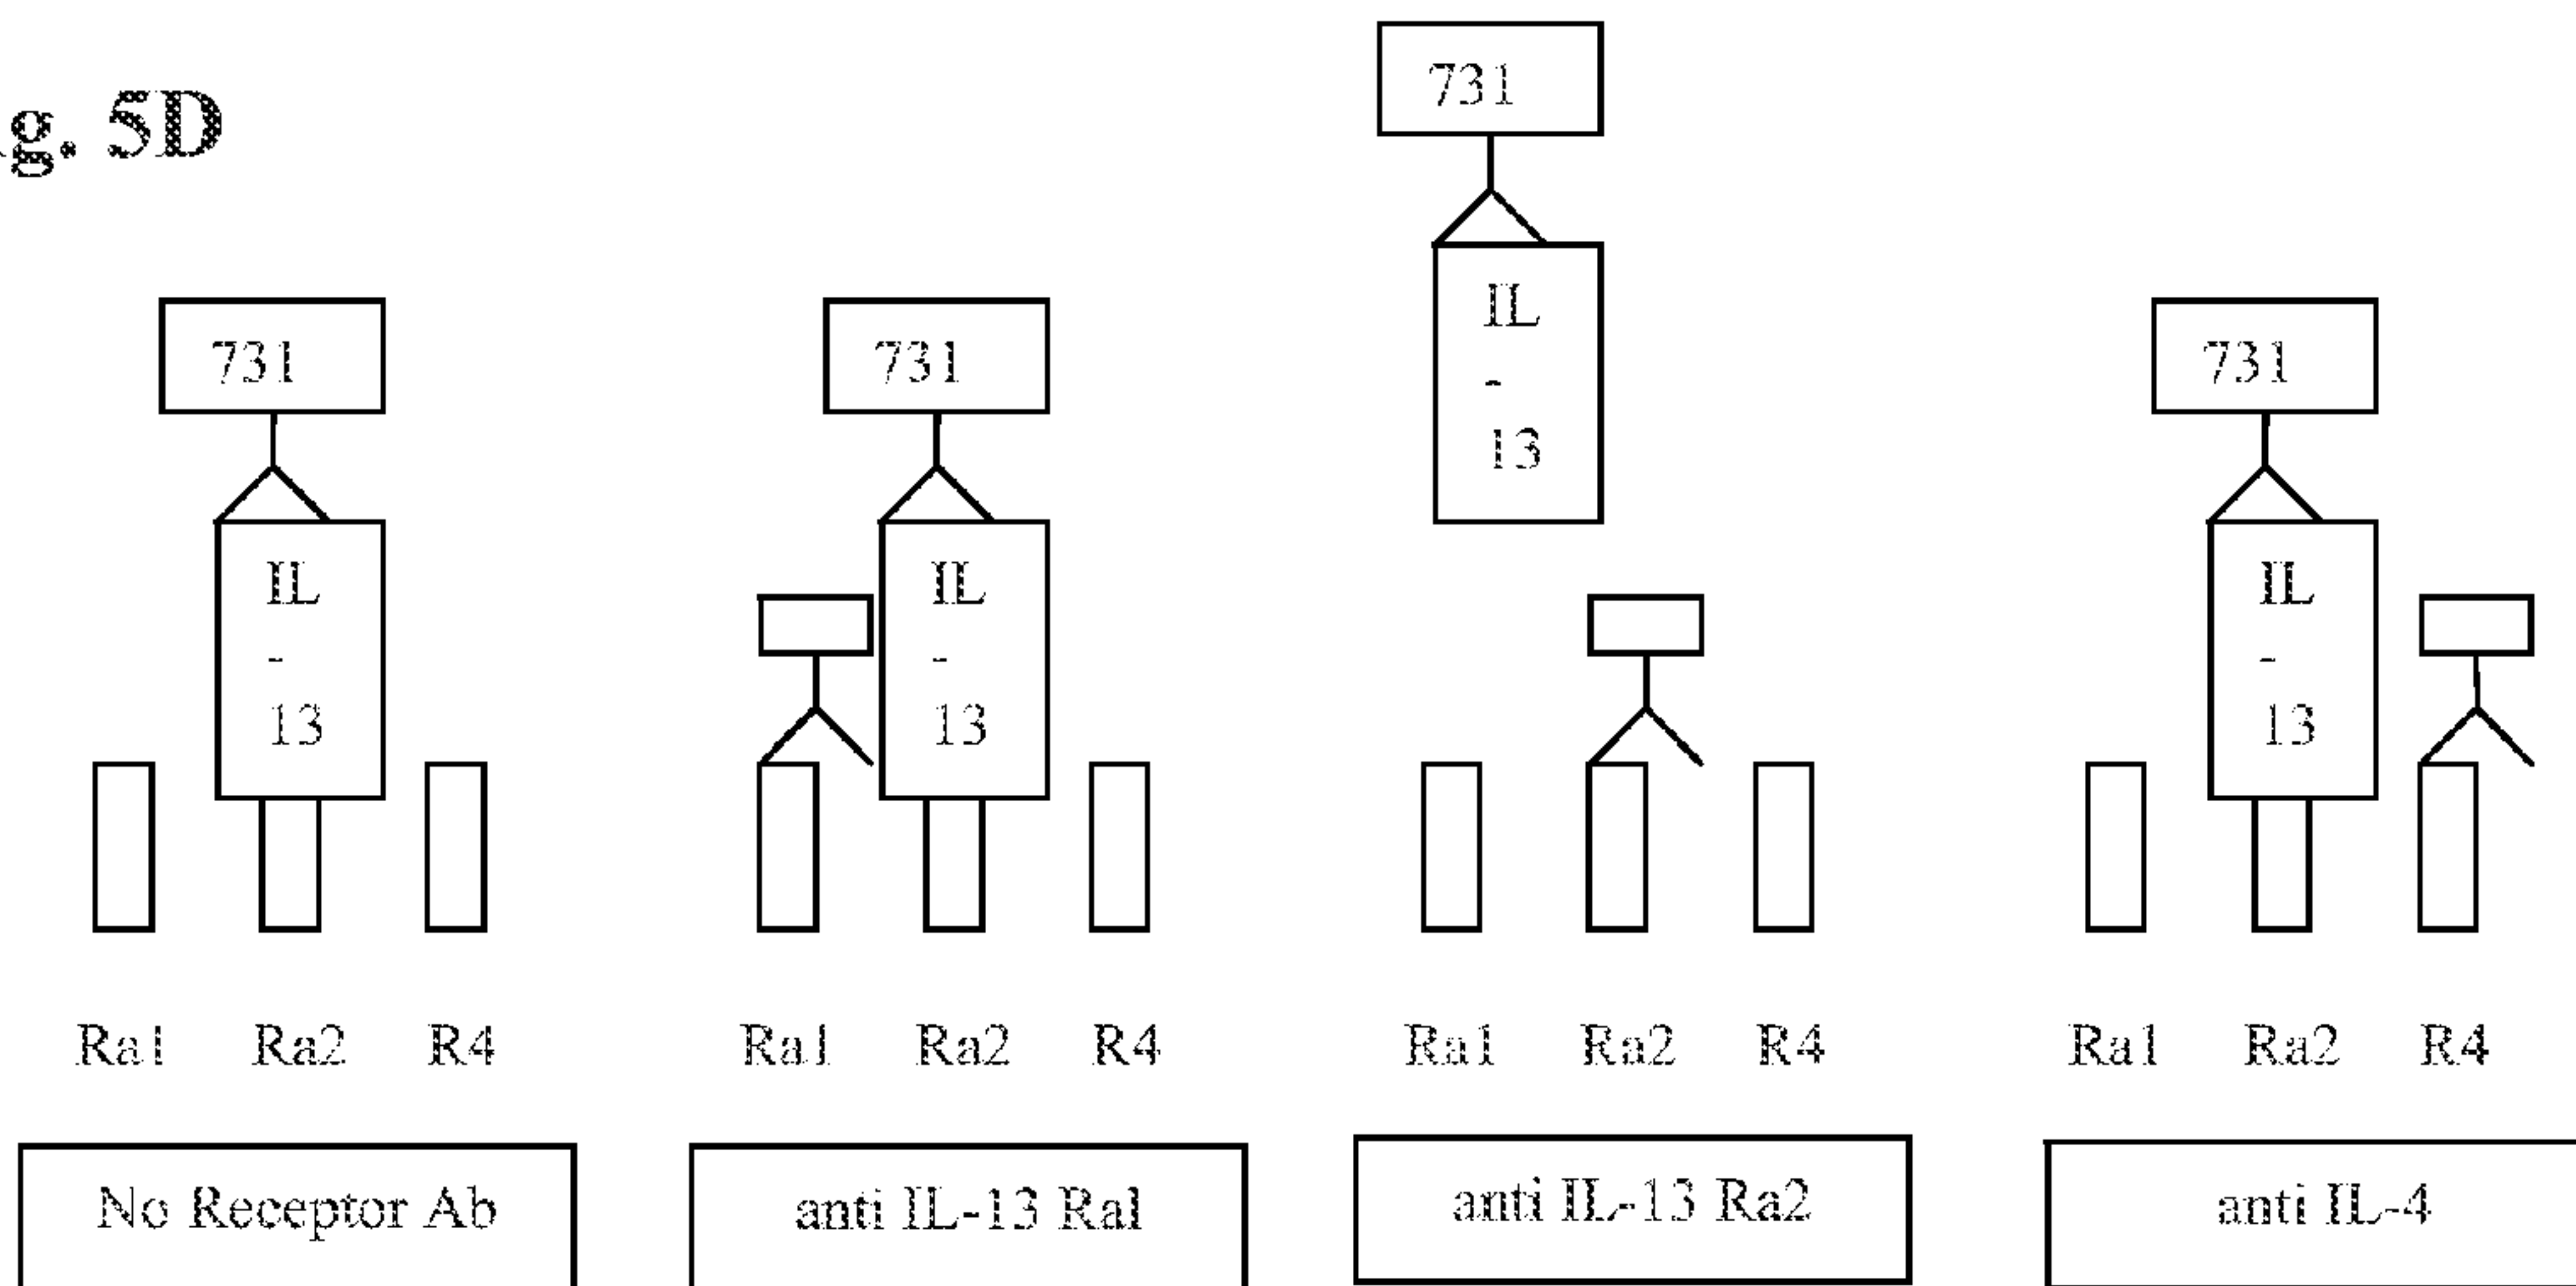 g. 5D
731
IL
-
13
731
IL
-
13
731
IL
-
13
731
IL
-
13
Ra1 Ra2 R4
Ra1 Ra2 R4
Ra1 Ra2 R4
Ra1 Ra2 R4
No Receptor Ab
anti IL-13 Ra1
anti IL-13 Ra2
anti IL-4